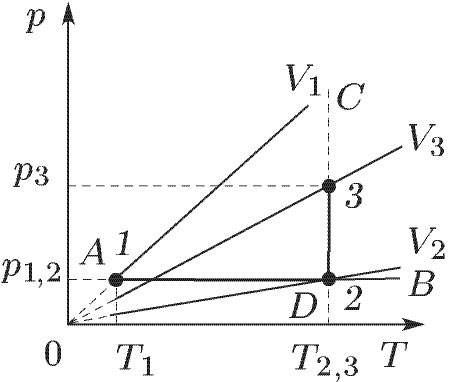 p
V₁
C
V₃
p₃
3
A 1
V₂
p₁,₂
B
D 2
0
T₁
T₂,₃
T